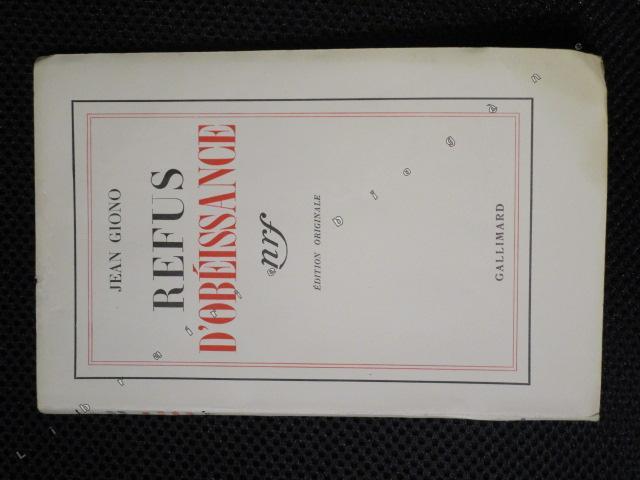 JEAN GIONO
REFUS
D'OBÉISSANCE
nrf
ÉDITION ORIGINALE
GALLIMARD